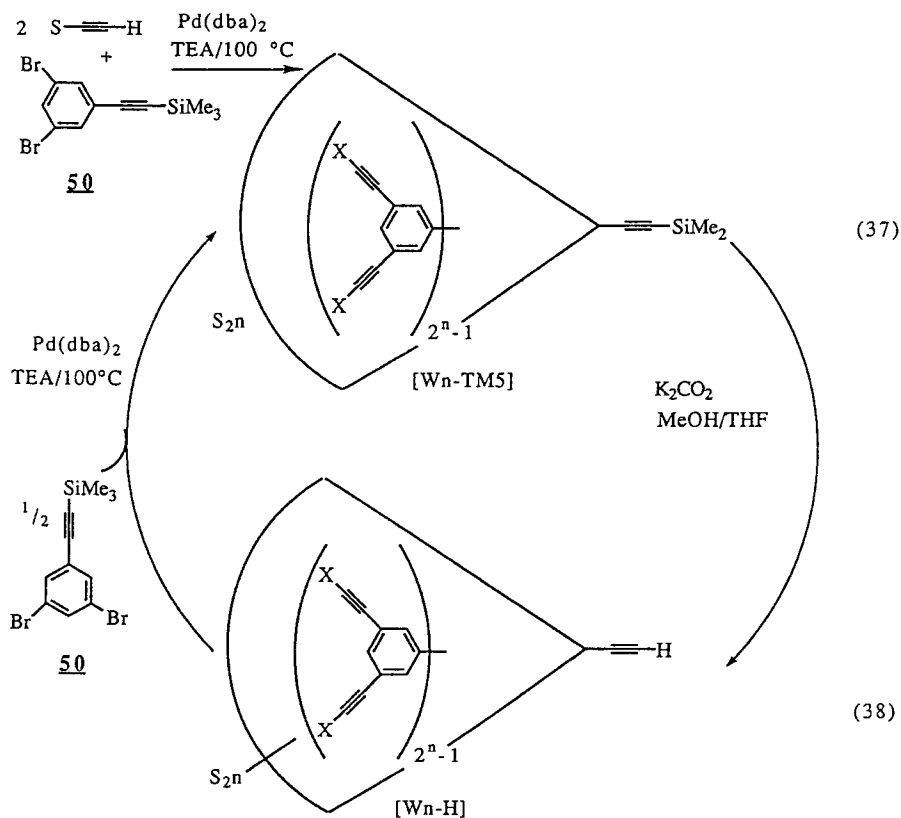 2 S H
+
Pd(dba)2
TEA/100 °C
Br
SiMe3
Br
50
X
X
SiMe2
(37)
S2n
2n-1
[Wn-TM5]
Pd(dba)2
TEA/100°C
K2CO2
MeOH/THF
SiMe3
1/2
Br
Br
50
X
X
H
(38)
S2n
2n-1
[Wn-H]